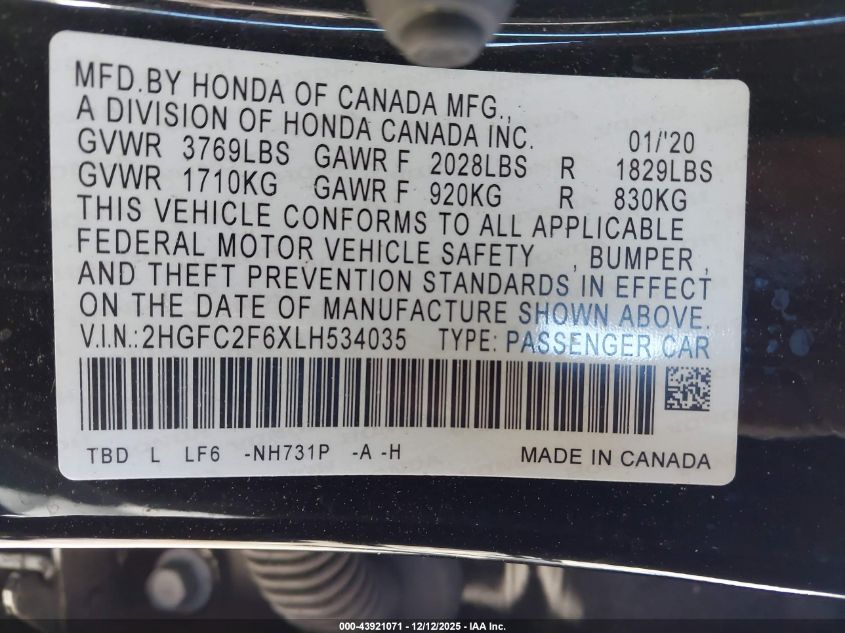 MFD.BY HONDA OF CANADA MFG.,
A DIVISION OF HONDA CANADA INC. 01/'20
GVWR 3769LBS GAWR F 2028LBS R 1829LBS
GVWR 1710KG GAWR F 920KG R 830KG
THIS VEHICLE CONFORMS TO ALL APPLICABLE
FEDERAL MOTOR VEHICLE SAFETY , BUMPER ,
AND THEFT PREVENTION STANDARDS IN EFFECT
ON THE DATE OF MANUFACTURE SHOWN ABOVE.
V.I.N.:2HGFC2F6XLH534035 TYPE: PASSENGER CAR
TBD L LF6 -NH731P -A -H MADE IN CANADA
000-43921071 - 12/12/2025 - IAA Inc.